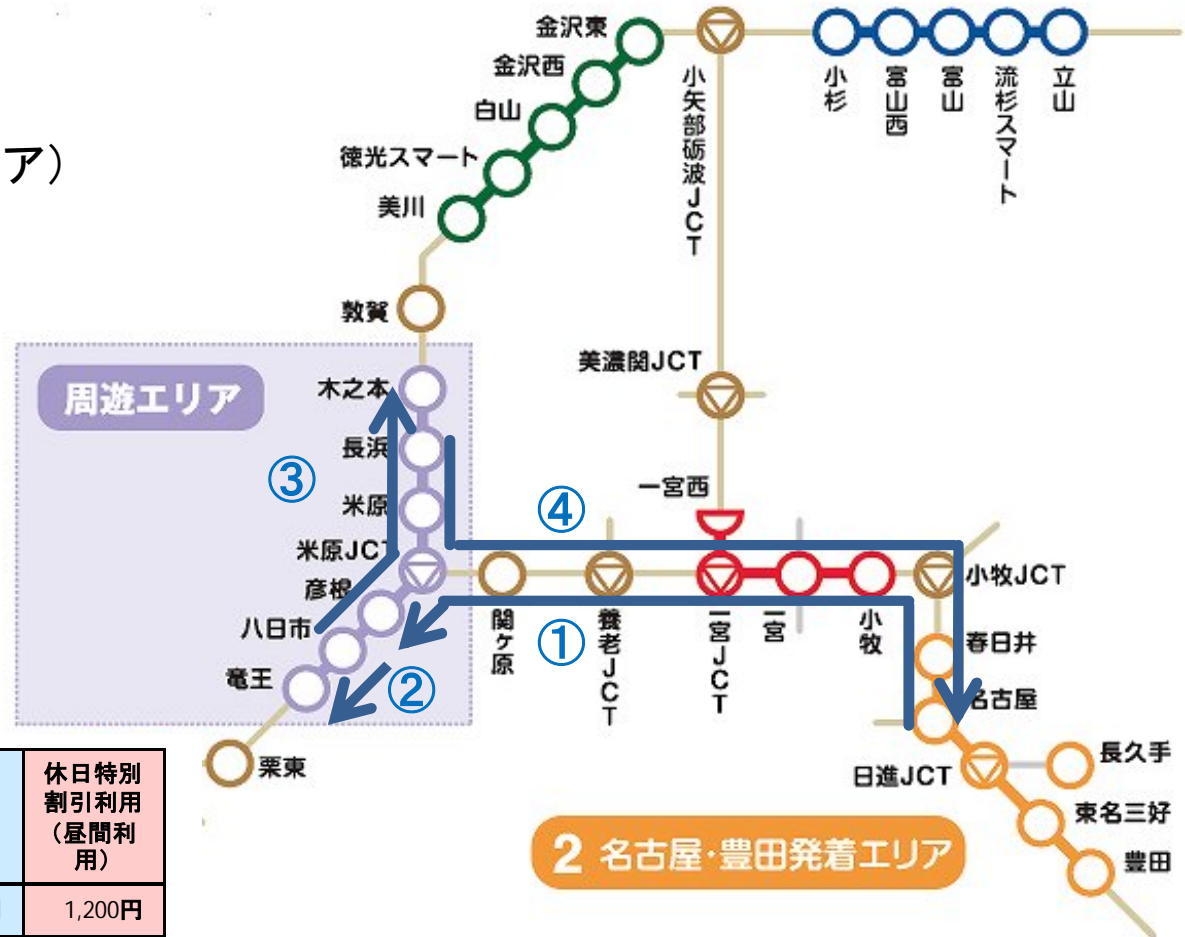 ア）
金沢東
金沢西
白山
徳光スマート
美川
敦賀
小矢部砺波JCT
小杉
富山西
富山
流杉スマート
立山
美濃関JCT
一宮西
周遊エリア
木之本
長浜
米原
米原JCT
彦根
八日市
竜王
栗東
③
④
①
②
関ヶ原
養老JCT
一宮JCT
一宮
小牧
小牧JCT
春日井
名古屋
日進JCT
長久手
東名三好
豊田
2 名古屋・豊田発着エリア
休日特別
割引利用
（昼間利
用）
1,200円